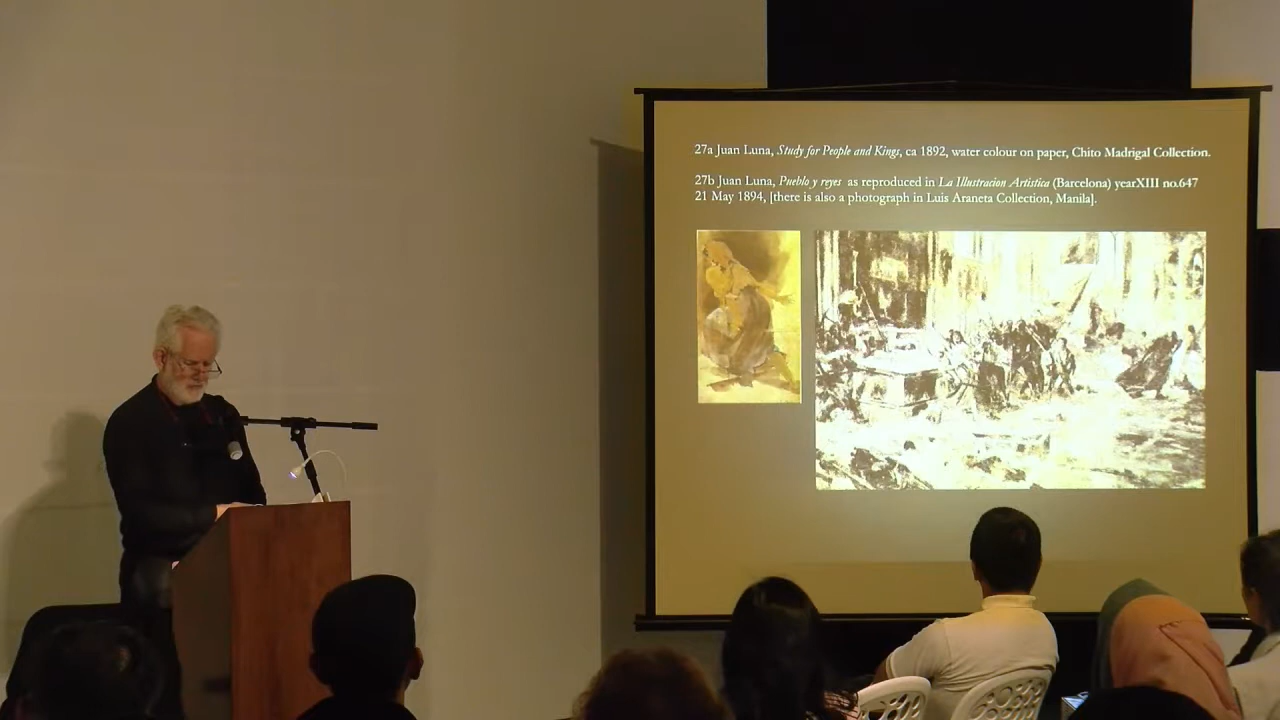 27a Juan Luna, Study for People and Kings, ca 1892, water colour on paper, Chito Madrigal Collection.
27b Juan Luna, Pueblo y reyes as reproduced in La Illustracion Artistica (Barcelona) yearXIII no.647
21 May 1894, [there is also a photograph in Luis Araneta Collection, Manila].